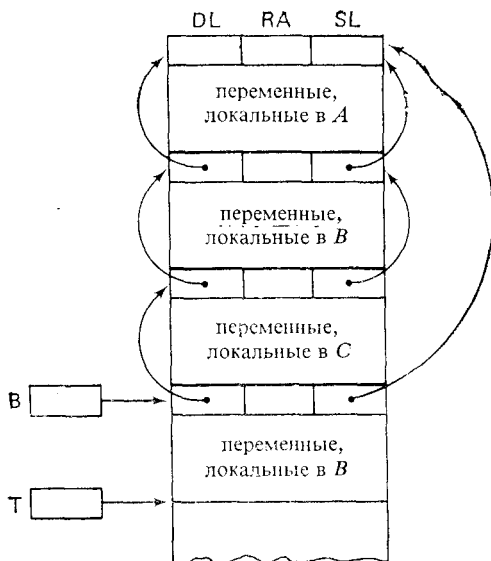 DL RA SL
переменные,
локальные в A
переменные,
локальные в B
переменные,
локальные в C
B
переменные,
локальные в B
T